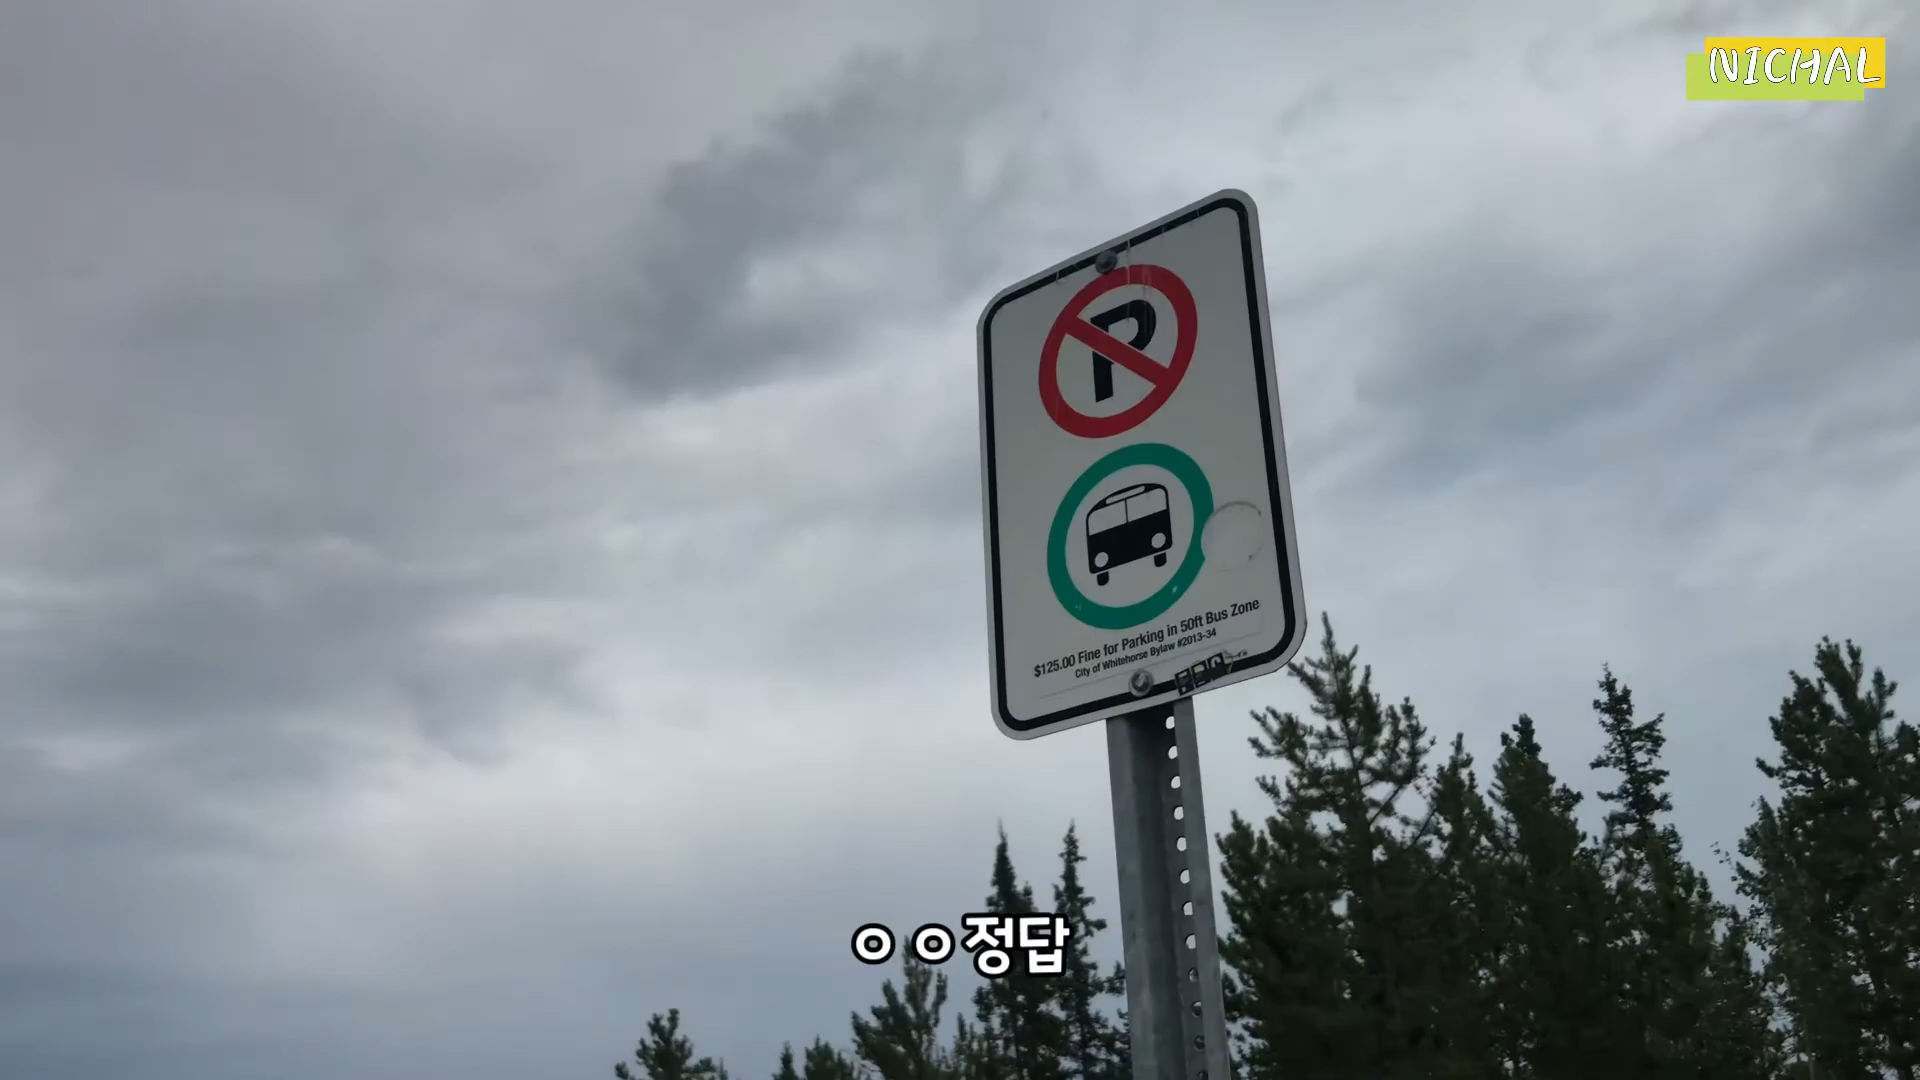 NICHAL
P
$125.00 Fine for Parking in 50ft Bus Zone
City of Whitehorse Bylaw #2013-34
ㅇㅇ정답